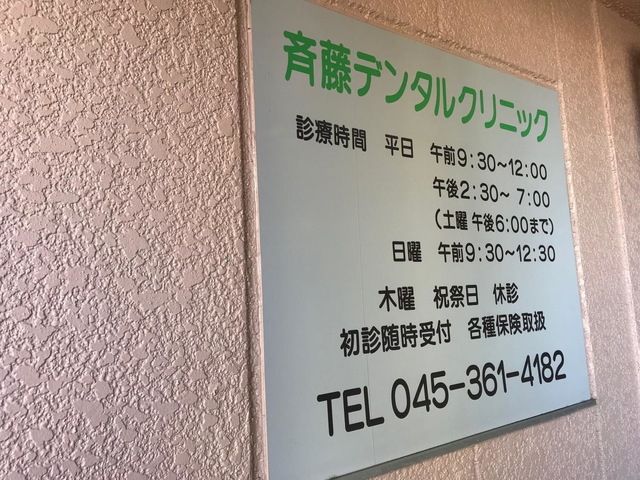 斉藤デンタルクリニック
診療時間 平日 午前9:30〜12:00
午後2:30〜7:00
(土曜 午後6:00まで)
日曜 午前9:30〜12:30
木曜 祝祭日 休診
初診随時受付 各種保険取扱
TEL 045-361-4182